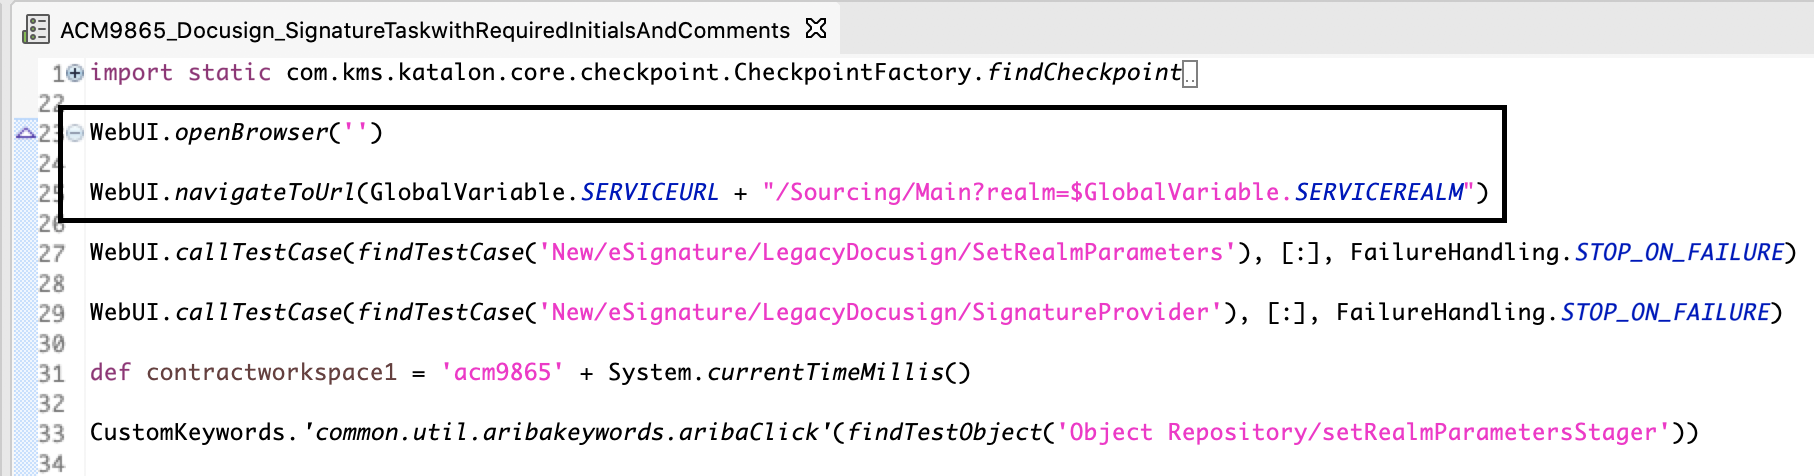 ACM9865_Docusign_SignatureTaskwithRequiredInitialsAndComments
1 import static com.kms.katalon.core.checkpoint.CheckpointFactory.findCheckpoint..
22
23 WebUI.openBrowser('')
24
25 WebUI.navigateToUrl(GlobalVariable.SERVICEURL + "/Sourcing/Main?realm=$GlobalVariable.SERVICEREALM")
26
27 WebUI.callTestCase(findTestCase('New/eSignature/LegacyDocusign/SetRealmParameters'), [:], FailureHandling.STOP_ON_FAILURE)
28
29 WebUI.callTestCase(findTestCase('New/eSignature/LegacyDocusign/SignatureProvider'), [:], FailureHandling.STOP_ON_FAILURE)
30
31 def contractworkspace1 = 'acm9865' + System.currentTimeMillis()
32
33 CustomKeywords.'common.util.aribakeywords.aribaClick'(findTestObject('Object Repository/setRealmParametersStager'))
34